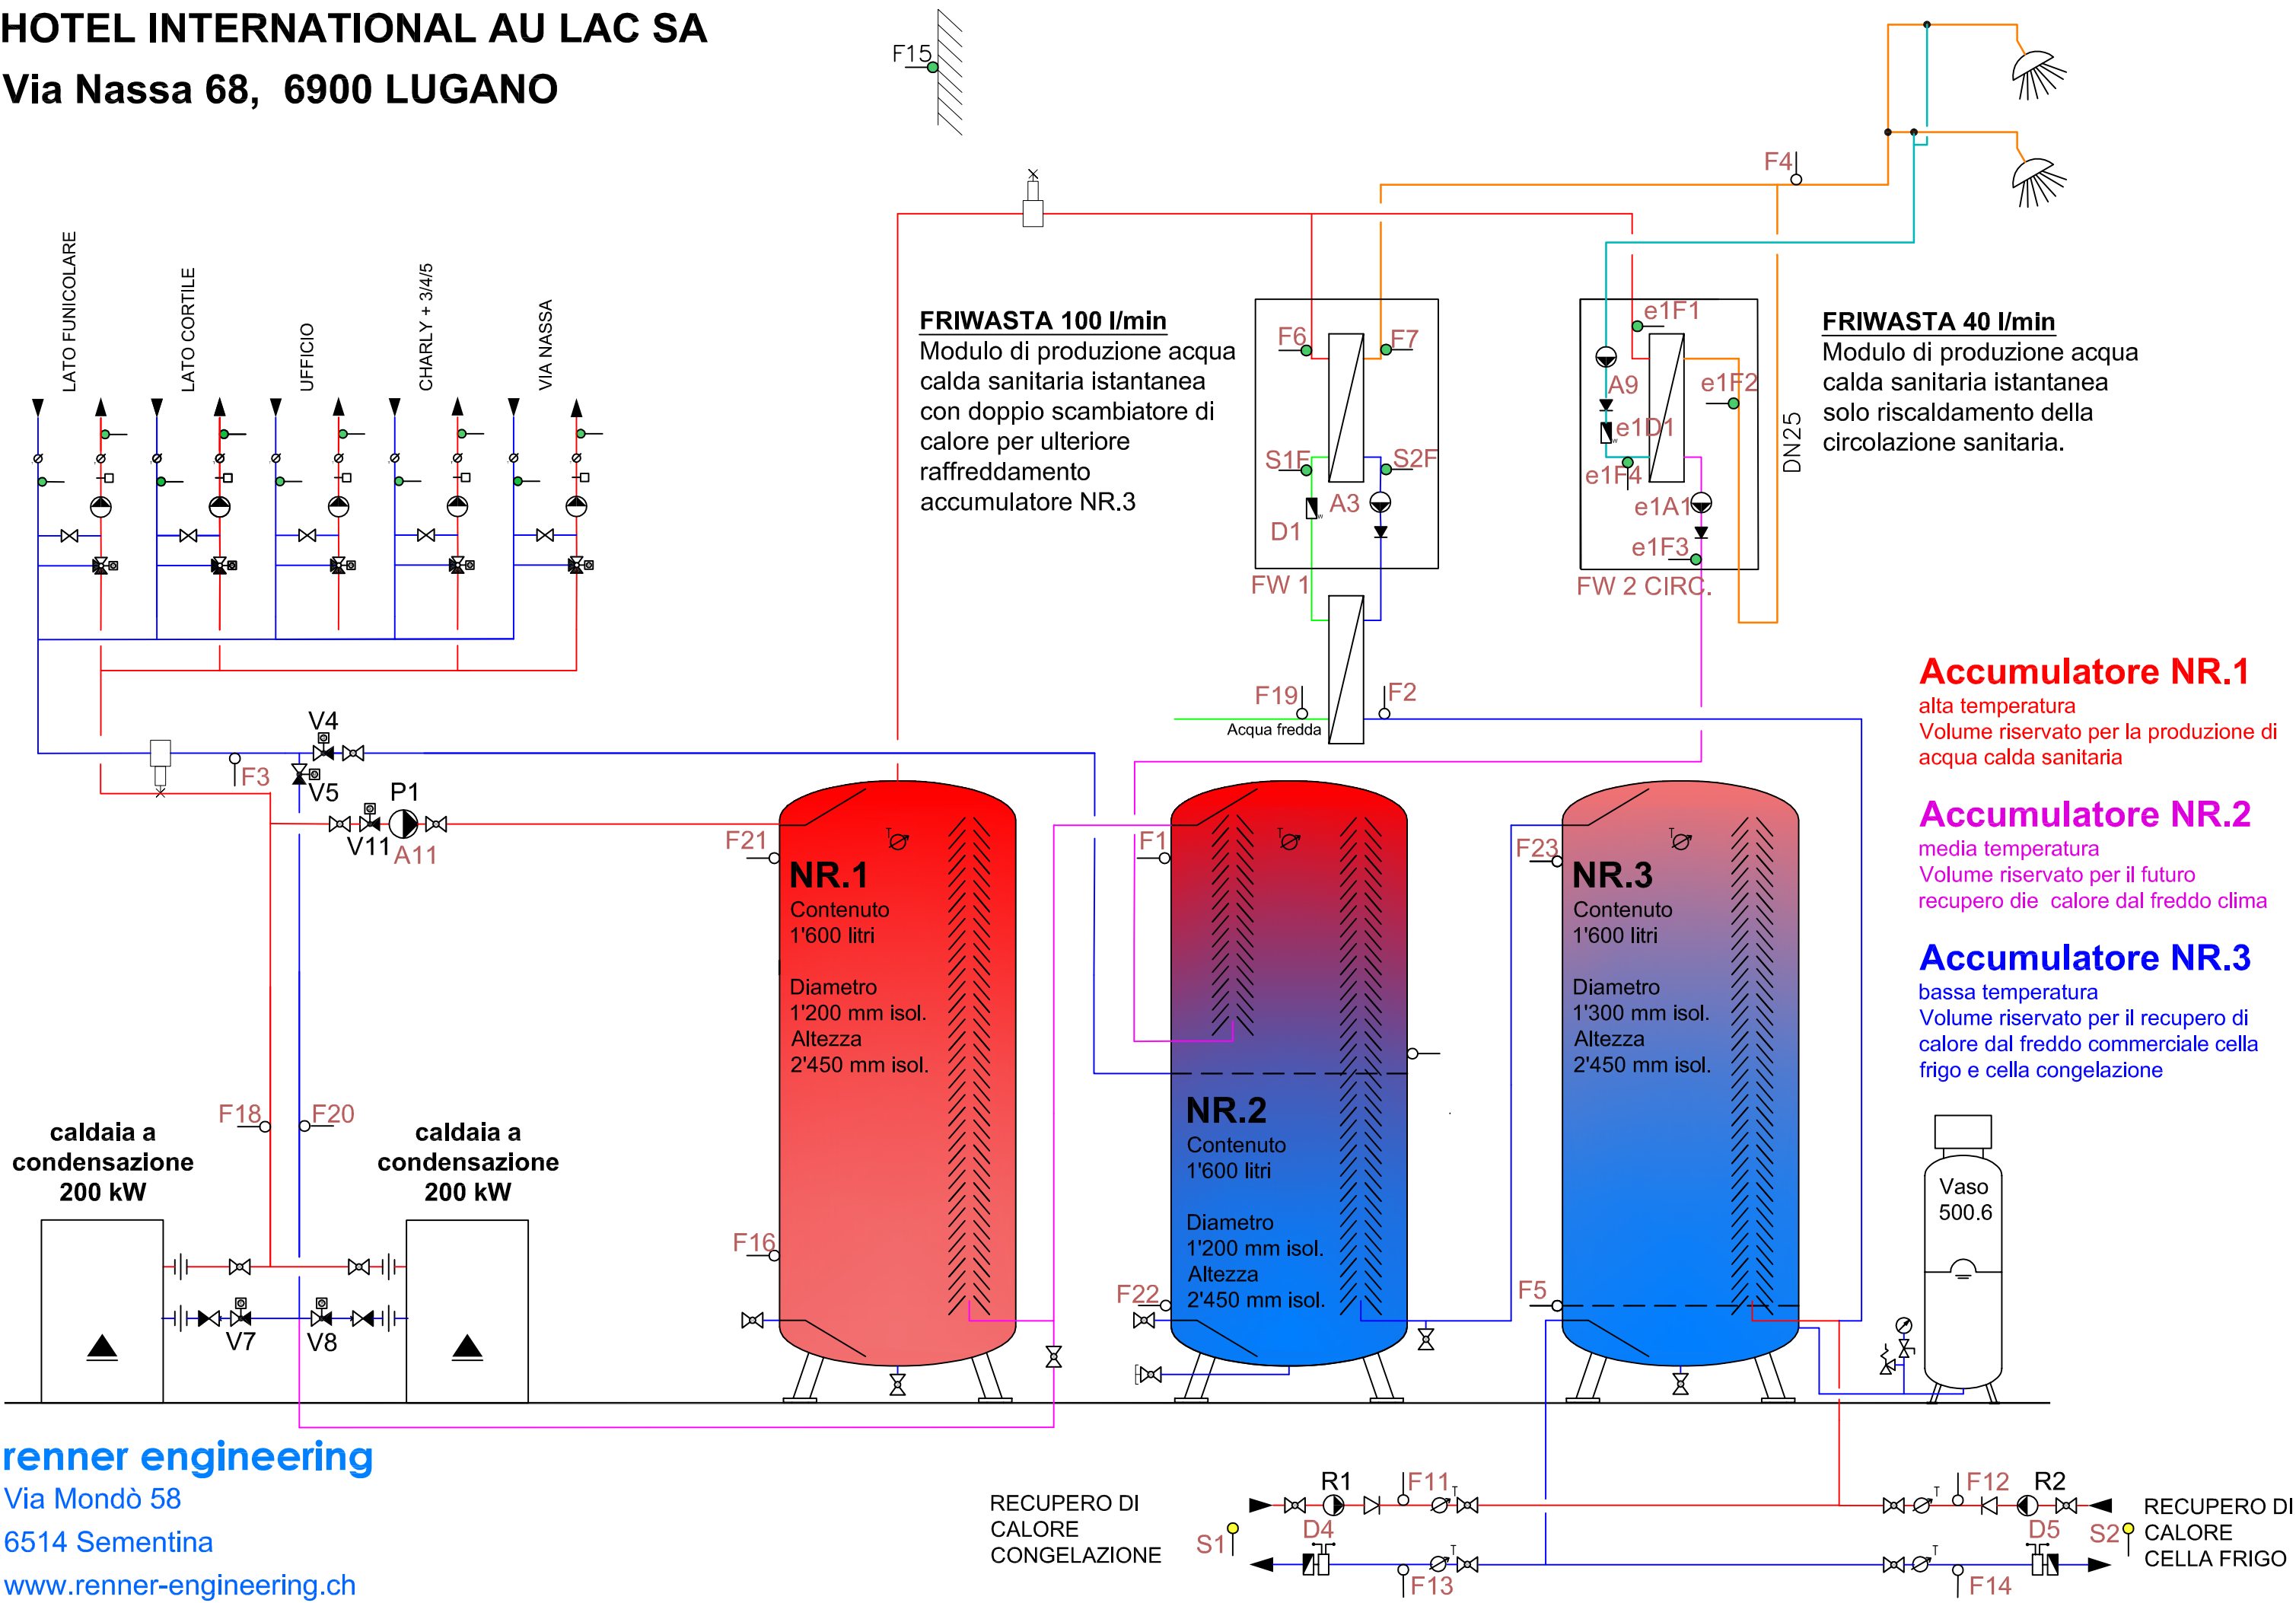 HOTEL INTERNATIONAL AU LAC SA
Via Nassa 68,  6900 LUGANO
F15
F4
LATO FUNICOLARE
LATO CORTILE
UFFICIO
CHARLY + 3/4/5
VIA NASSA
FRIWASTA 100 l/min
Modulo di produzione acqua
calda sanitaria istantanea
con doppio scambiatore di
calore per ulteriore
raffreddamento
accumulatore NR.3
F6
F7
S1F
S2F
A3
D1
FW 1
e1F1
A9
e1F2
e1D1
e1F4
e1A1
e1F3
FW 2 CIRC.
DN25
FRIWASTA 40 l/min
Modulo di produzione acqua
calda sanitaria istantanea
solo riscaldamento della
circolazione sanitaria.
F19
F2
Acqua fredda
Accumulatore NR.1
alta temperatura
Volume riservato per la produzione di
acqua calda sanitaria
Accumulatore NR.2
media temperatura
Volume riservato per il futuro
recupero die  calore dal freddo clima
Accumulatore NR.3
bassa temperatura
Volume riservato per il recupero di
calore dal freddo commerciale cella
frigo e cella congelazione
V4
F3
V5
P1
V11
A11
F21
T
NR.1
Contenuto
1'600 litri
Diametro
1'200 mm isol.
Altezza
2'450 mm isol.
F16
F1
T
NR.2
Contenuto
1'600 litri
Diametro
1'200 mm isol.
Altezza
2'450 mm isol.
F22
F23
T
NR.3
Contenuto
1'600 litri
Diametro
1'300 mm isol.
Altezza
2'450 mm isol.
F5
F18
F20
caldaia a
condensazione
200 kW
caldaia a
condensazione
200 kW
V7
V8
Vaso
500.6
renner engineering
Via Mondò 58
6514 Sementina
www.renner-engineering.ch
RECUPERO DI
CALORE
CONGELAZIONE
S1
R1
F11
T
D4
F13
T
F12
T
R2
D5
F14
T
S2
RECUPERO DI
CALORE
CELLA FRIGO